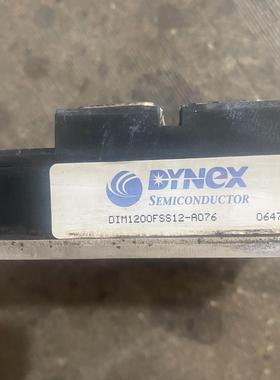 DYNEX
SEMICONDUCTOR
DIM1200FSS12-A076 0647